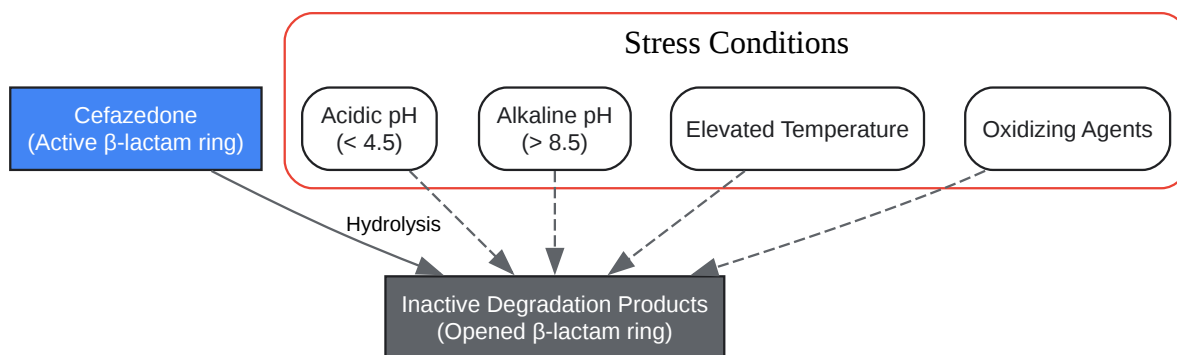 Stress Conditions
Cefazedone
(Active β-lactam ring)
Acidic pH
(< 4.5)
Alkaline pH
(> 8.5)
Elevated Temperature
Oxidizing Agents
Hydrolysis
Inactive Degradation Products
(Opened β-lactam ring)